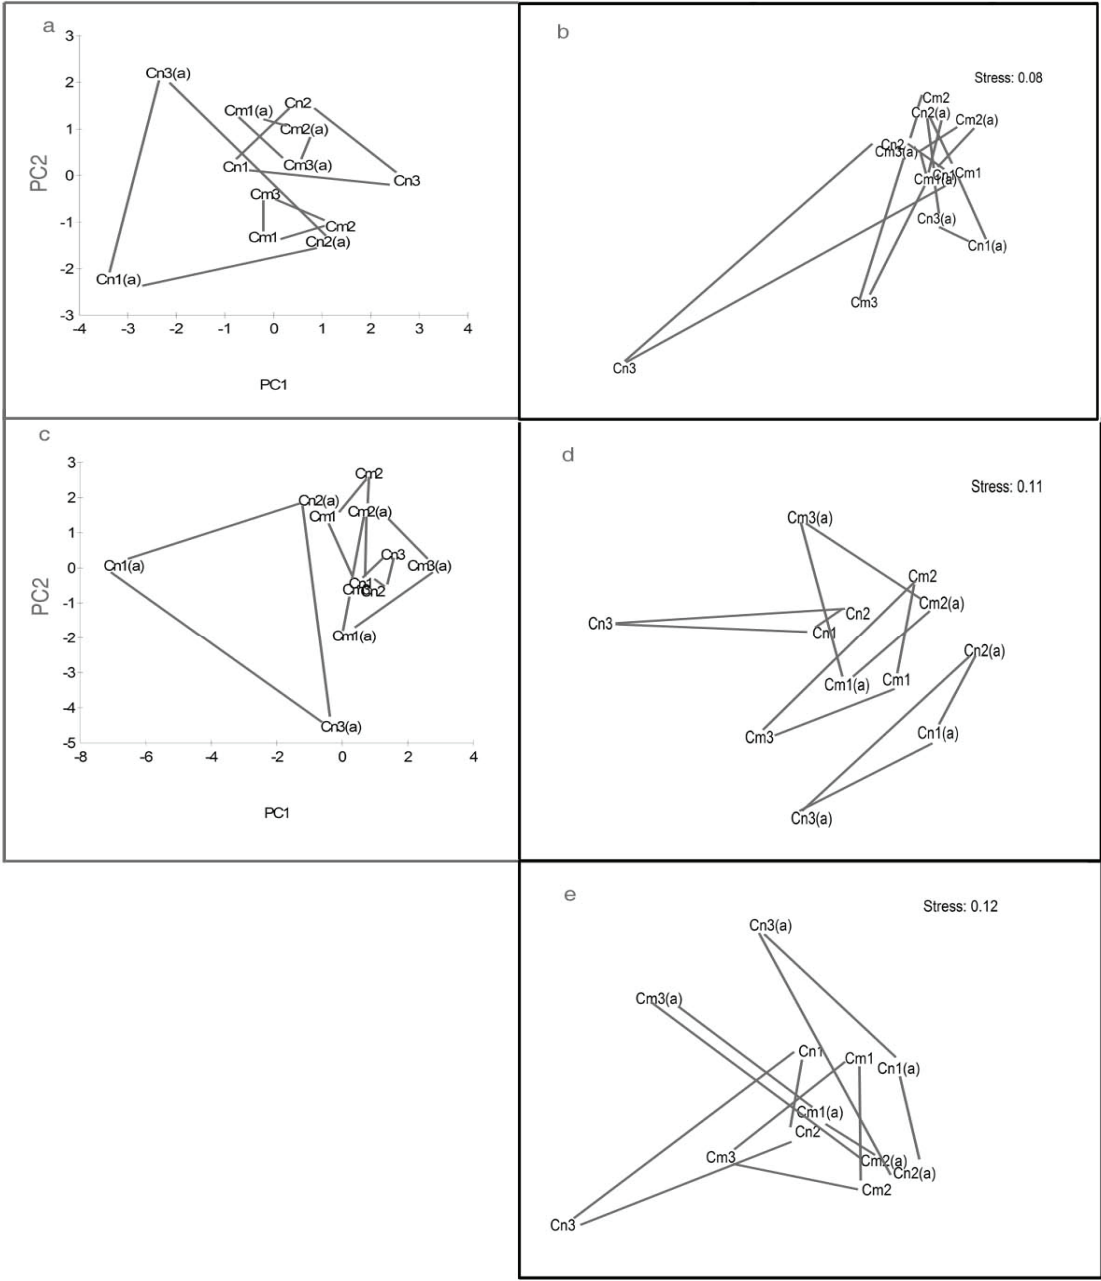 a
3
Cn3(a)
2
Cm1(a)
Cn2
1
Cm2(a)
Cn1
Cm3(a)
PC2
0
Cn3
Cm3
-1
Cm2
Cm1
Cn2(a)
-2
Cn1(a)
-3
-4 -3 -2 -1 0 1 2 3 4
PC1
b
Stress: 0.08
Cm2
Cn2(a)
Cm2(a)
Cn2
Cm3(a)
Cn1 Cm1
Cm1(a)
Cn3(a)
Cn1(a)
Cm3
Cn3
c
3
Cm2
2
Cn2(a)
Cm1
Cm2(a)
1
Cn3
0
Cn1(a)
Cm3(a)
PC2
Cn1
Cm3
Cn2
-1
Cm1(a)
-2
-3
-4
Cn3(a)
-5
-8 -6 -4 -2 0 2 4
PC1
d
Stress: 0.11
Cm3(a)
Cm2
Cm2(a)
Cn2
Cn3
Cn1
Cn2(a)
Cm1(a)
Cm1
Cm3
Cn1(a)
Cn3(a)
e
Stress: 0.12
Cn3(a)
Cm3(a)
Cn1
Cm1
Cn1(a)
Cm1(a)
Cn2
Cm3
Cm2(a)
Cn2(a)
Cm2
Cn3